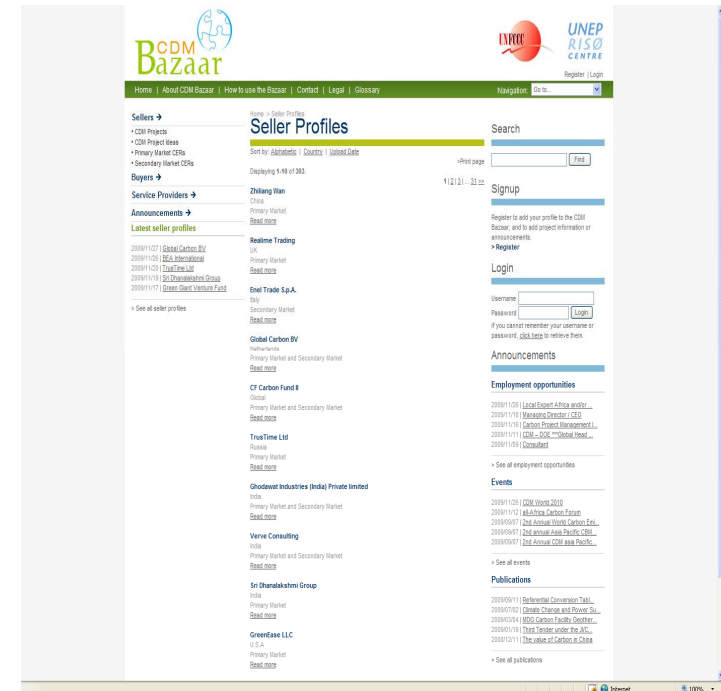 CDM
Bazaar
UNFCCC
UNEP
RISØ
CENTRE
Register | Login
Home | About CDM Bazaar | How to use the Bazaar | Contact | Legal | Glossary
Navigation: Go to...
Sellers →
• CDM Projects
• CDM Project Ideas
• Primary Market CERs
• Secondary Market CERs
Buyers →
Service Providers →
Announcements →
Latest seller profiles
2009/11/27 | Global Carbon BV
2009/11/26 | BEA International
2009/11/20 | TrusTime Ltd
2009/11/19 | Sri Dhanalakshmi Group
2009/11/17 | Green Giant Venture Fund
> See all seller profiles
Home > Seller Profiles
Seller Profiles
Sort by: Alphabetic | Country | Upload Date
>Print page
Displaying 1-10 of 303.
1 | 2 | 3 | ... 31 >>
Zhiliang Wan
China
Primary Market
Read more
Realime Trading
UK
Primary Market
Read more
Enel Trade S.p.A.
Italy
Secondary Market
Read more
Global Carbon BV
Netherlands
Primary Market and Secondary Market
Read more
CF Carbon Fund II
Global
Primary Market and Secondary Market
Read more
TrusTime Ltd
Russia
Primary Market
Read more
Ghodawat Industries (India) Private limited
India
Primary Market and Secondary Market
Read more
Verve Consulting
India
Primary Market and Secondary Market
Read more
Sri Dhanalakshmi Group
India
Primary Market
Read more
GreenEase LLC
U.S.A
Primary Market
Read more
Search
Find
Signup
Register to add your profile to the CDM
Bazaar, and to add project information or
announcements.
> Register
Login
Username
Password
Login
If you cannot remember your username or
password, click here to retrieve them.
Announcements
Employment opportunities
2009/11/26 | Local Expert Africa and/or ...
2009/11/18 | Managing Director / CEO
2009/11/16 | Carbon Project Management I...
2009/11/11 | CDM – DOE ***Global Head ...
2009/11/09 | Consultant
> See all employment opportunities
Events
2009/11/26 | CDM World 2010
2009/11/12 | all-Africa Carbon Forum
2009/09/07 | 2nd Annual World Carbon Emi...
2009/09/07 | 2nd annual Asia Pacific CBM...
2009/09/07 | 2nd Annual CDM asia Pacific...
> See all events
Publications
2009/09/11 | Referential Conversion Tabl...
2009/07/02 | Climate Change and Power Su...
2009/03/04 | MDG Carbon Facility Geother...
2009/01/19 | Third Tender under the JI/C...
2008/12/11 | The value of Carbon in China
> See all publications
Internet
100%